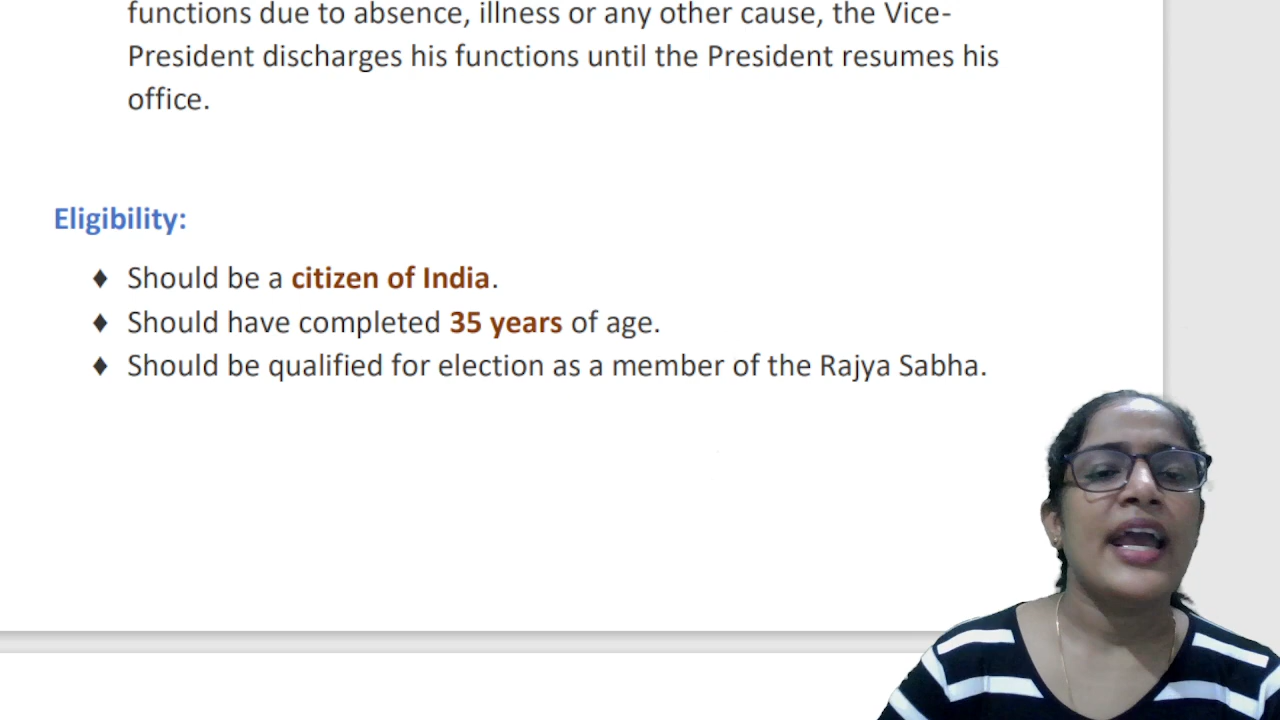 functions due to absence, illness or any other cause, the Vice-
President discharges his functions until the President resumes his
office.
Eligibility:
♦ Should be a citizen of India.
♦ Should have completed 35 years of age.
♦ Should be qualified for election as a member of the Rajya Sabha.